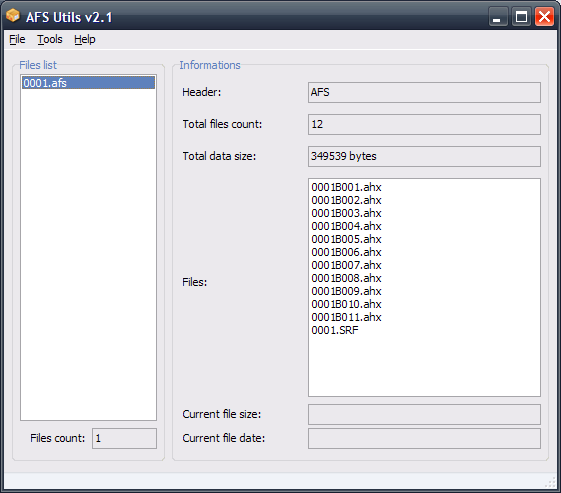 AFS Utils v2.1
File Tools Help
Files list
0001.afs
Files count: 1
Informations
Header: AFS
Total files count: 12
Total data size: 349539 bytes
Files:
0001B001.ahx
0001B002.ahx
0001B003.ahx
0001B004.ahx
0001B005.ahx
0001B006.ahx
0001B007.ahx
0001B008.ahx
0001B009.ahx
0001B010.ahx
0001B011.ahx
0001.SRF
Current file size:
Current file date: